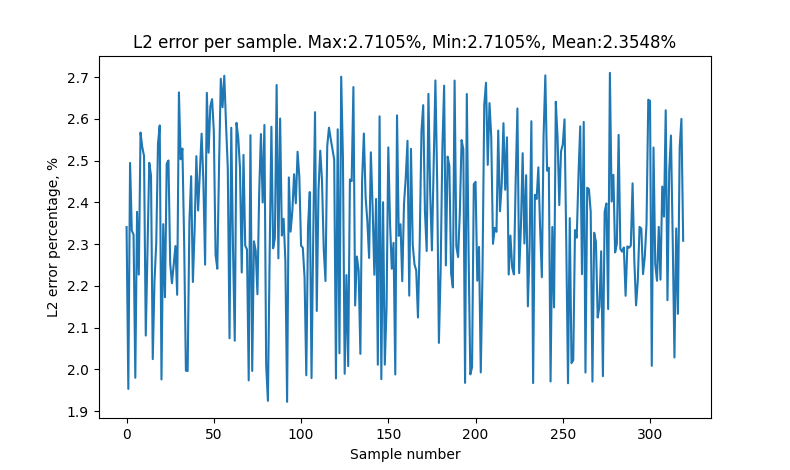 L2 error per sample. Max:2.7105%, Min:2.7105%, Mean:2.3548%
L2 error percentage, %
2.7
2.6
2.5
2.4
2.3
2.2
2.1
2.0
1.9
0 50 100 150 200 250 300
Sample number